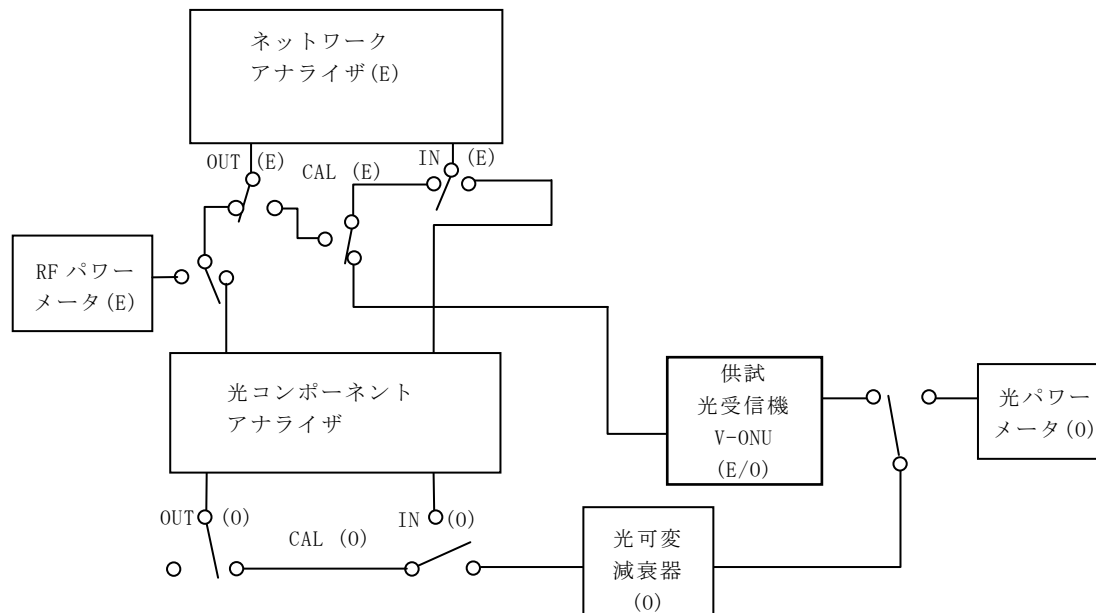 ネットワーク
アナライザ(E)
OUT (E)
CAL (E)
IN (E)
RF パワー
メータ(E)
光コンポーネント
アナライザ
供試
光受信機
V-ONU
(E/O)
光パワー
メータ(O)
OUT (O)
CAL (O)
IN (O)
光可変
減衰器
(O)